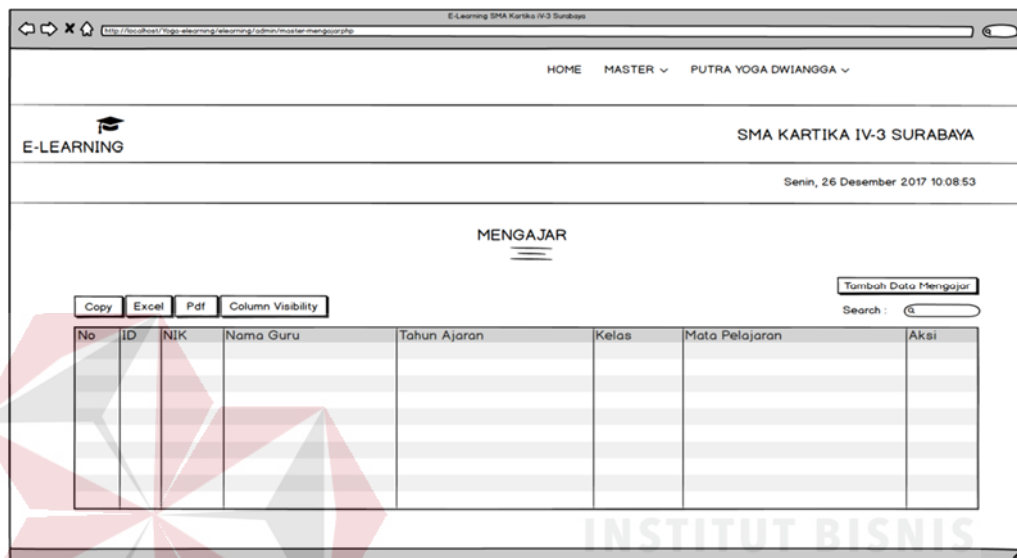 E-Learning SMA Kartika IV-3 Surabaya
http://localhost/Yoga-elearning/elearning/admin/master-mengajar.php
HOME MASTER PUTRA YOGA DWIANGGA
E-LEARNING
SMA KARTIKA IV-3 SURABAYA
Senin, 26 Desember 2017 10:08:53
MENGAJAR
Tambah Data Mengajar
Copy Excel Pdf Column Visibility
Search :
No ID NIK Nama Guru Tahun Ajaran Kelas Mata Pelajaran Aksi
INSTITUT BISNIS